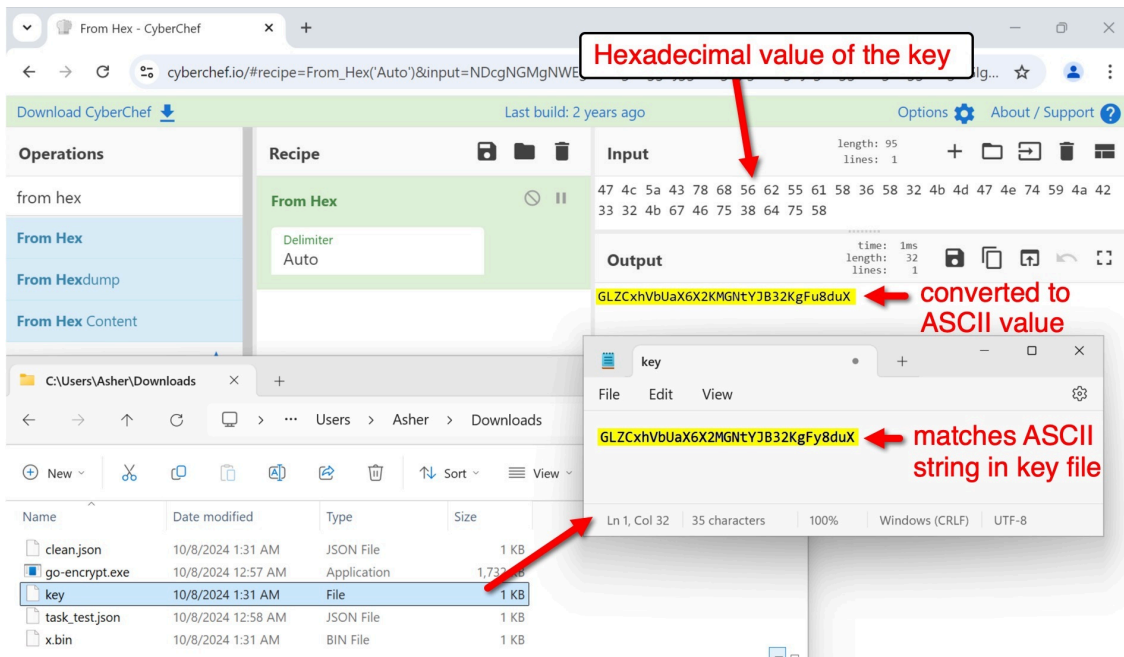 From Hex - CyberChef
cyberchef.io/#recipe=From_Hex('Auto')&input=NDcgNGMgNWE
Hexadecimal value of the key
Download CyberChef
Last build: 2 years ago
Options
About / Support
Operations
Recipe
Input
length: 95
lines: 1
from hex
From Hex
From Hex
From Hexdump
From Hex Content
Delimiter
Auto
47 4c 5a 43 78 68 56 62 55 61 58 36 58 32 4b 4d 47 4e 74 59 4a 42
33 32 4b 67 46 75 38 64 75 58
Output
time: 1ms
length: 32
lines: 1
GLZCxhVbUaX6X2KMGNtYJB32KgFu8duX
converted to
ASCII value
key
File Edit View
GLZCxhVbUaX6X2MGNtYJB32KgFy8duX
matches ASCII
string in key file
Ln 1, Col 32 35 characters 100% Windows (CRLF) UTF-8
C:\Users\Asher\Downloads
Users > Asher > Downloads
New Sort View
Name Date modified Type Size
clean.json 10/8/2024 1:31 AM JSON File 1 KB
go-encrypt.exe 10/8/2024 12:57 AM Application 1,732 KB
key 10/8/2024 1:31 AM File 1 KB
task_test.json 10/8/2024 12:58 AM JSON File 1 KB
x.bin 10/8/2024 1:31 AM BIN File 1 KB